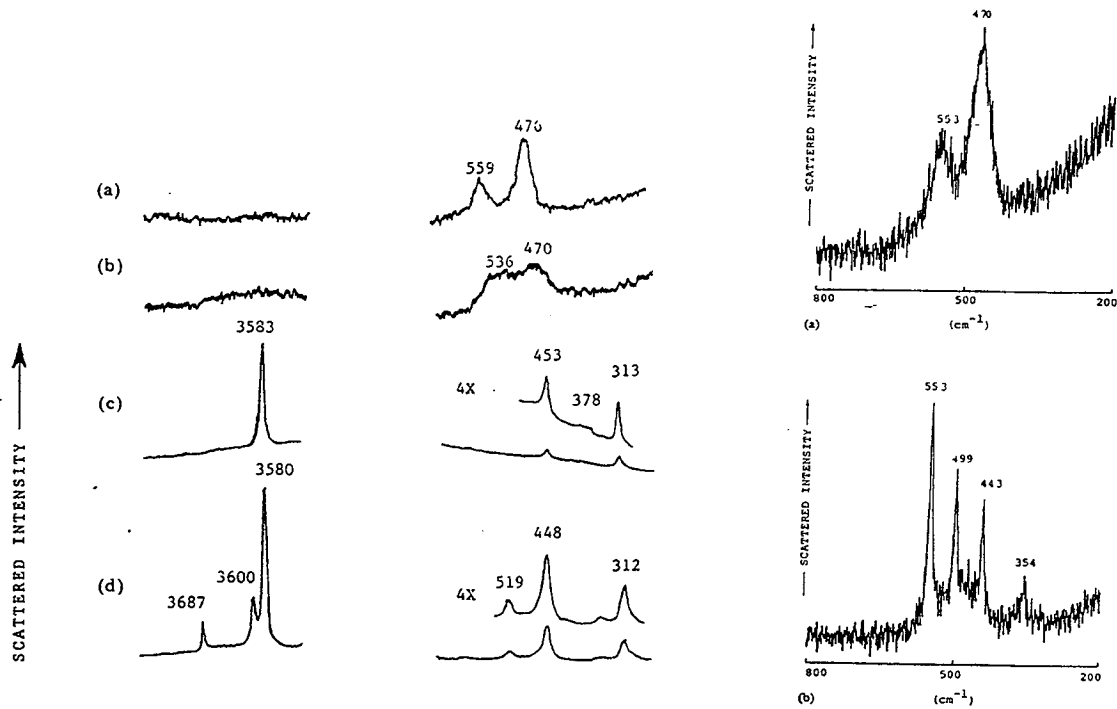 SCATTERED INTENSITY
(a)
559
470
(b)
536
470
3583
(c)
4X
453
378
313
3580
3600
3687
(d)
4X
519
448
312
SCATTERED INTENSITY
470
553
800
500
200
(a)
(cm-1)
SCATTERED INTENSITY
553
499
443
354
800
500
200
(b)
(cm-1)